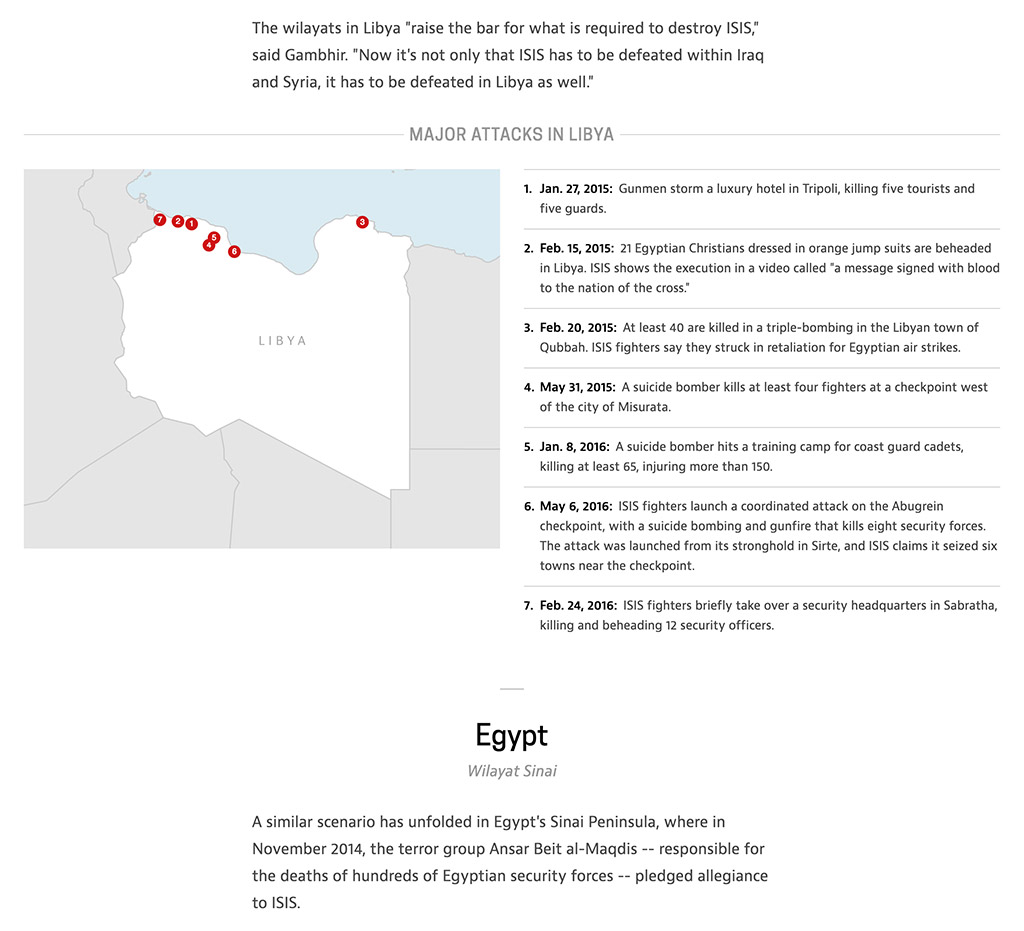 The wilayats in Libya "raise the bar for what is required to destroy ISIS,"
said Gambhir. "Now it's not only that ISIS has to be defeated within Iraq
and Syria, it has to be defeated in Libya as well."
MAJOR ATTACKS IN LIBYA
7 2 1 3
5
4 6
LIBYA
1. Jan. 27, 2015: Gunmen storm a luxury hotel in Tripoli, killing five tourists and
five guards.
2. Feb. 15, 2015: 21 Egyptian Christians dressed in orange jump suits are beheaded
in Libya. ISIS shows the execution in a video called "a message signed with blood
to the nation of the cross."
3. Feb. 20, 2015: At least 40 are killed in a triple-bombing in the Libyan town of
Qubbah. ISIS fighters say they struck in retaliation for Egyptian air strikes.
4. May 31, 2015: A suicide bomber kills at least four fighters at a checkpoint west
of the city of Misurata.
5. Jan. 8, 2016: A suicide bomber hits a training camp for coast guard cadets,
killing at least 65, injuring more than 150.
6. May 6, 2016: ISIS fighters launch a coordinated attack on the Abugrein
checkpoint, with a suicide bombing and gunfire that kills eight security forces.
The attack was launched from its stronghold in Sirte, and ISIS claims it seized six
towns near the checkpoint.
7. Feb. 24, 2016: ISIS fighters briefly take over a security headquarters in Sabratha,
killing and beheading 12 security officers.
Egypt
Wilayat Sinai
A similar scenario has unfolded in Egypt's Sinai Peninsula, where in
November 2014, the terror group Ansar Beit al-Maqdis -- responsible for
the deaths of hundreds of Egyptian security forces -- pledged allegiance
to ISIS.